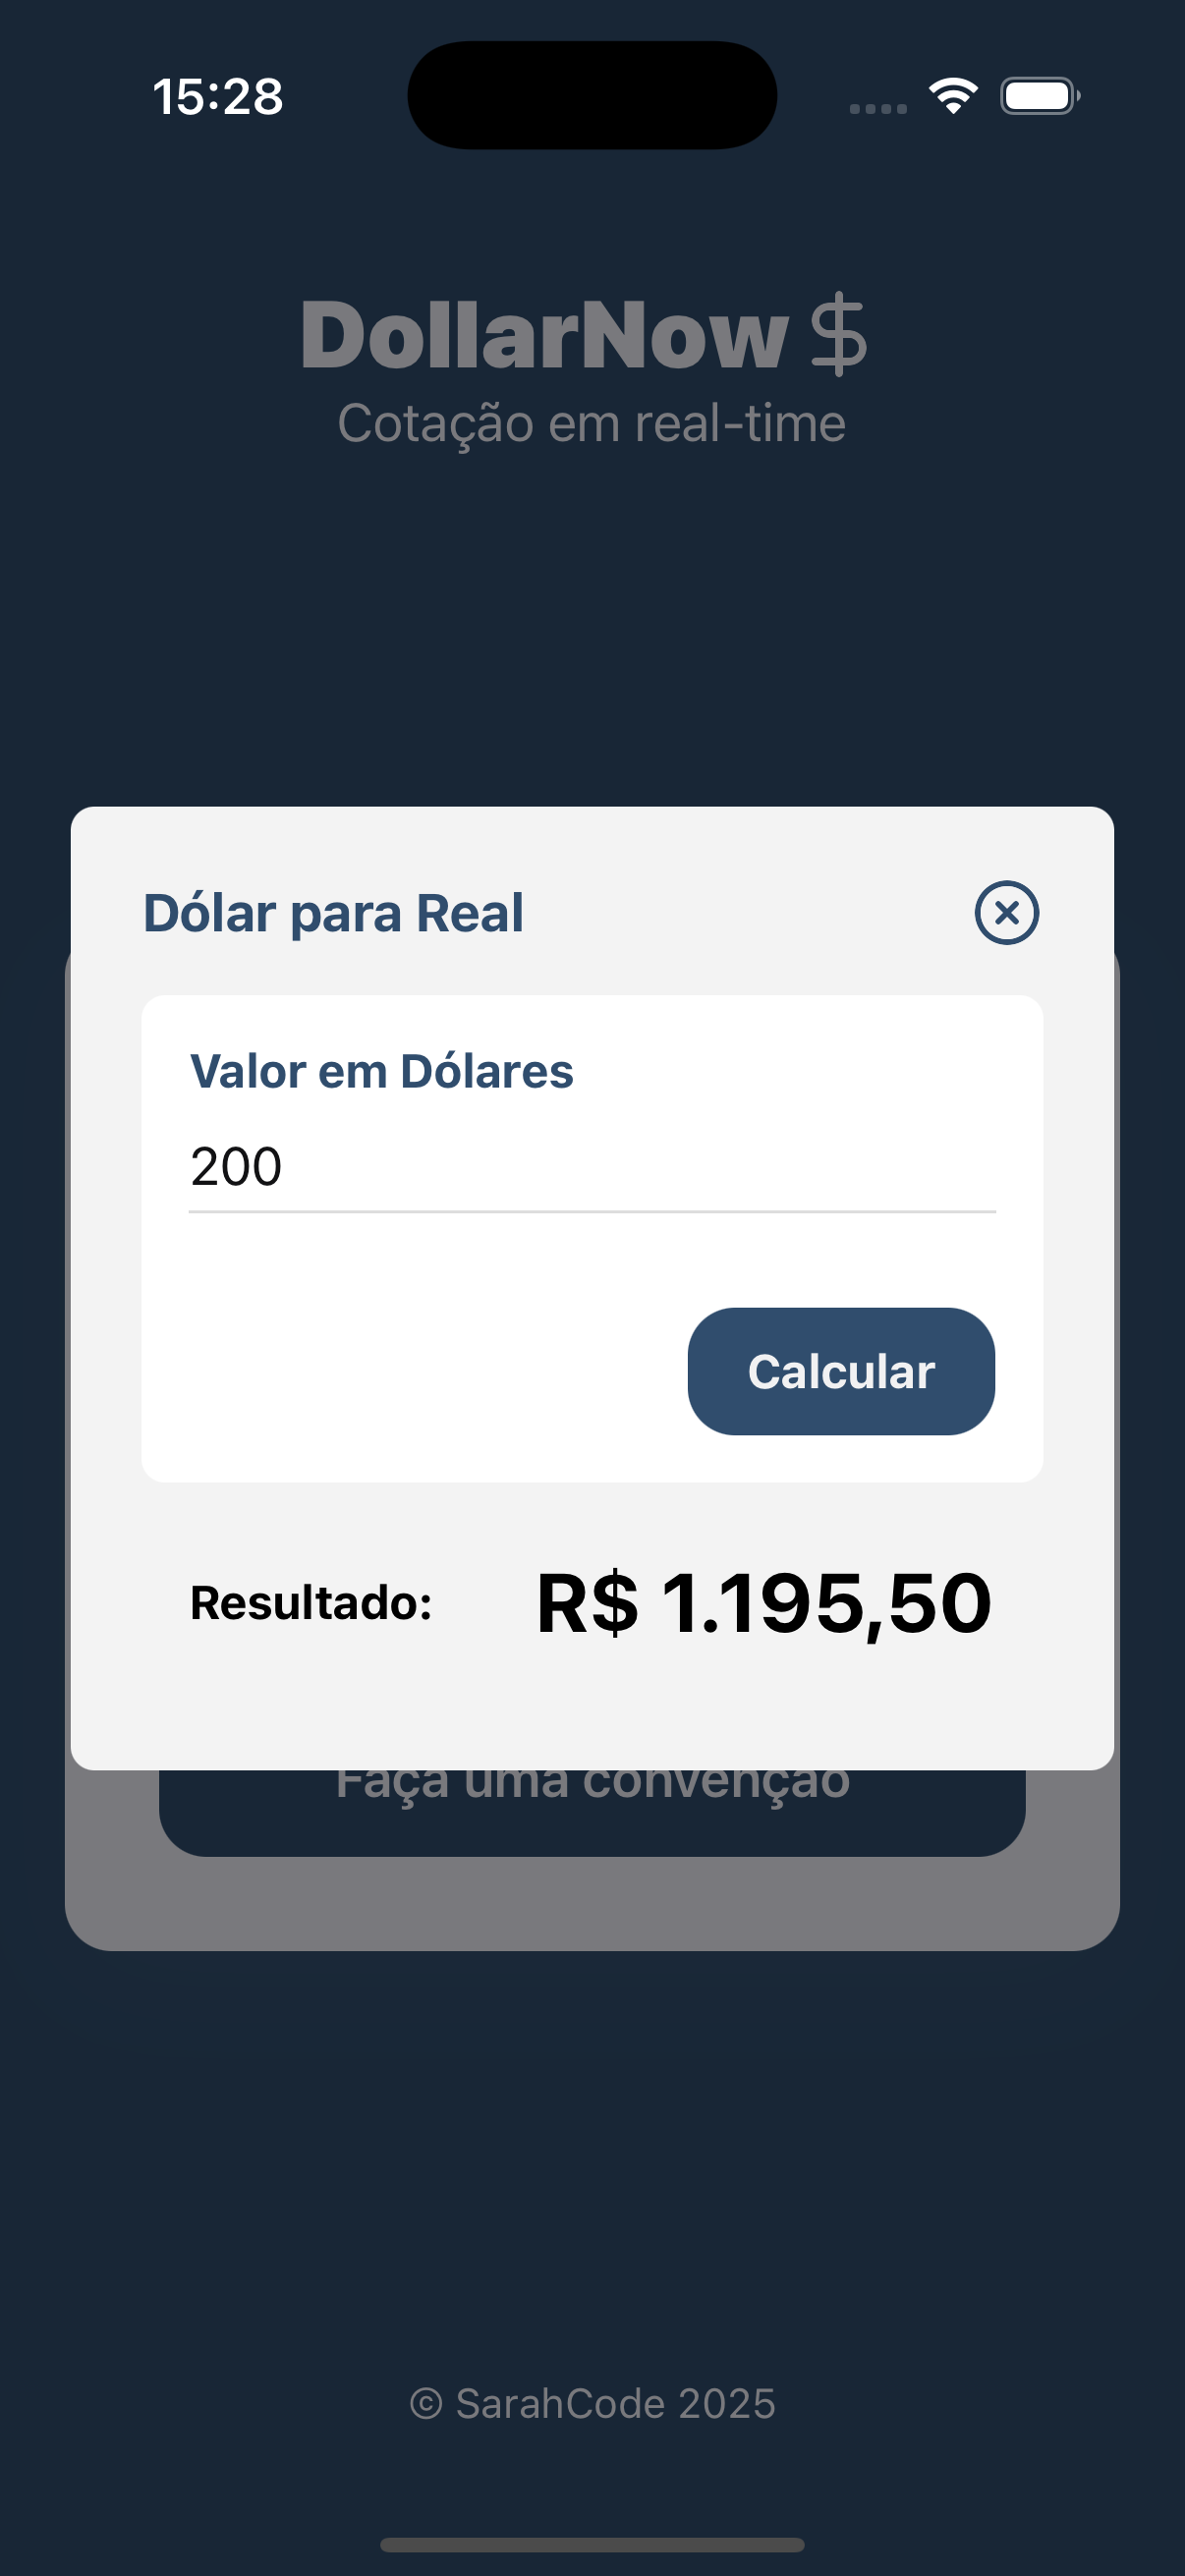 15:28
DollarNow $
Cotação em real-time
Dólar para Real
Valor em Dólares
200
Calcular
Resultado: R$ 1.195,50
Faça uma convenção
© SarahCode 2025